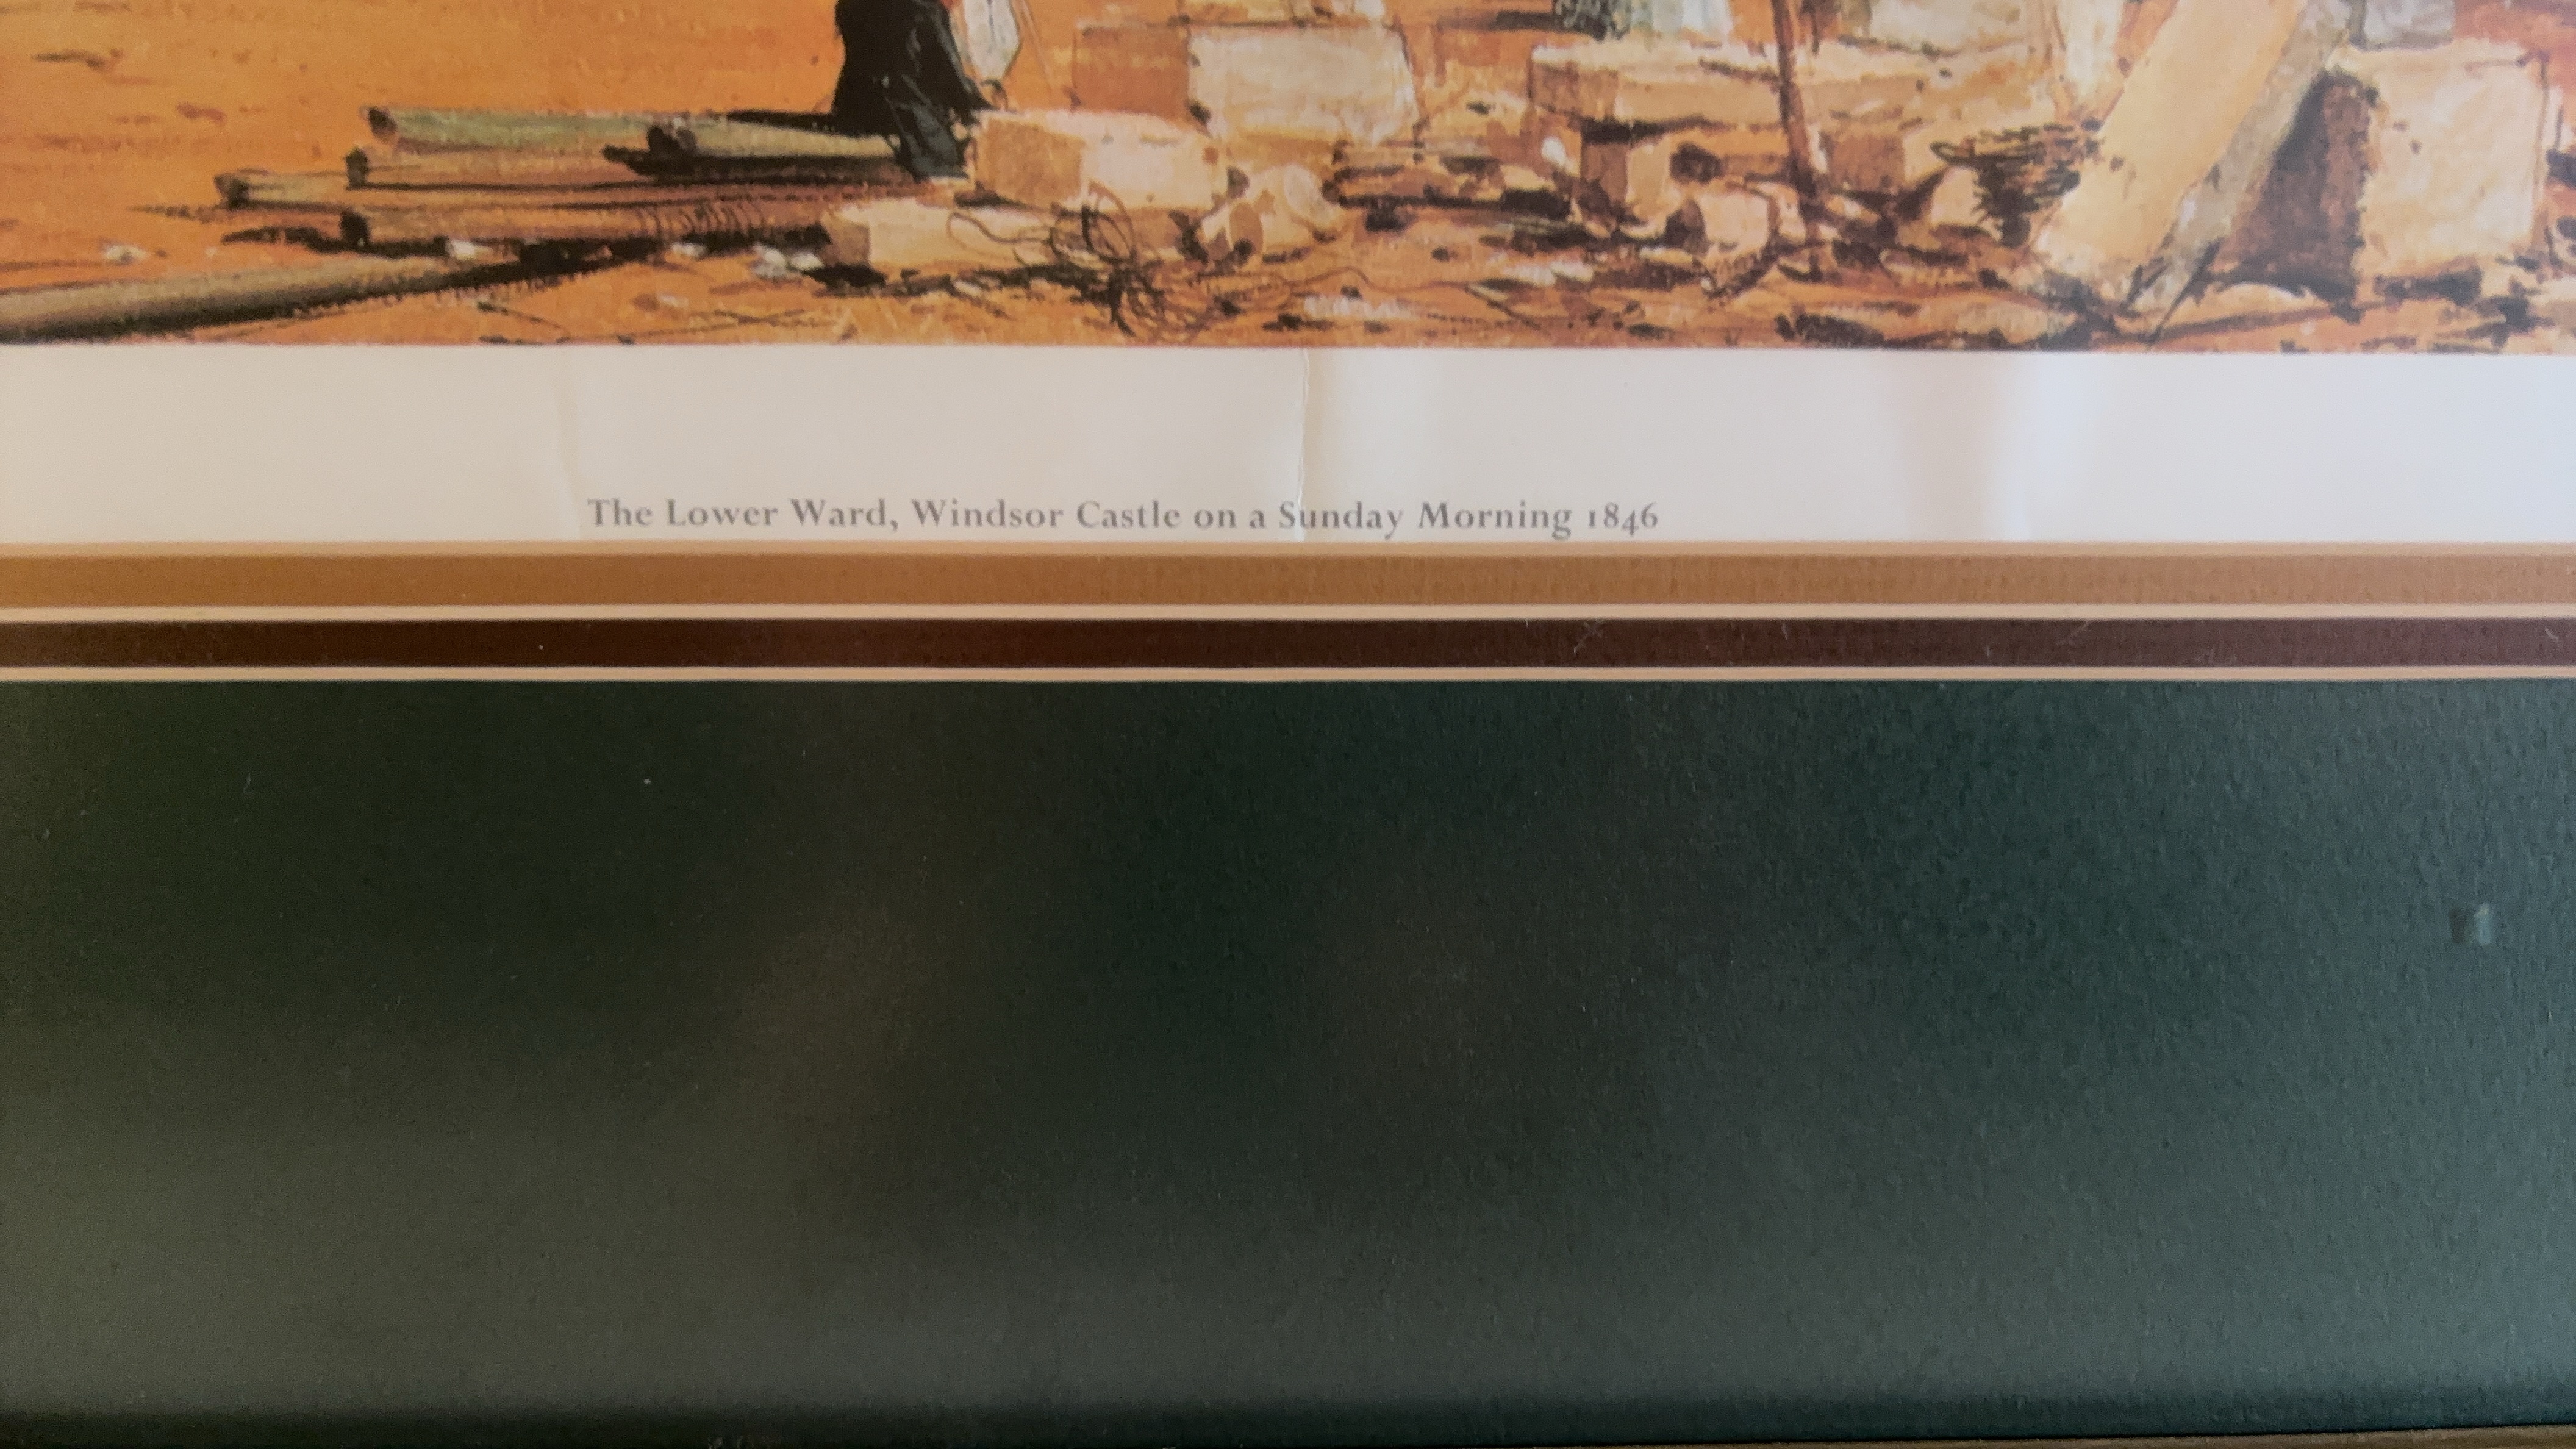 The Lower Ward, Windsor Castle on a Sunday Morning 1846